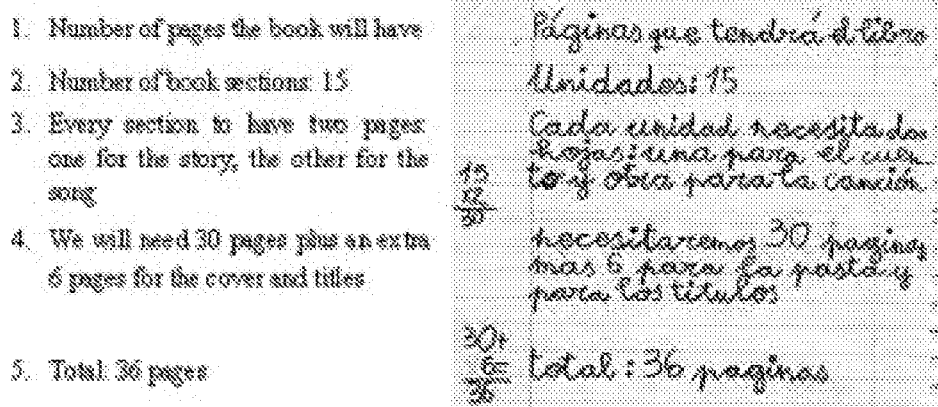 1. Number of pages the book will have
2. Number of book sections: 15
3. Every section to have two pages:
one for the story, the other for the
song
4. We will need 30 pages plus an extra
6 pages for the cover and titles
5. Total: 36 pages
Páginas que tendrá el libro
Unidades: 15
Cada unidad necesita dos
hojas: una para el cuen
to y otra para la canción
15
12
30
necesitaremos 30 paginas
mas 6 para la pasta y
para los titulos
30+
6=
36
total: 36 paginas